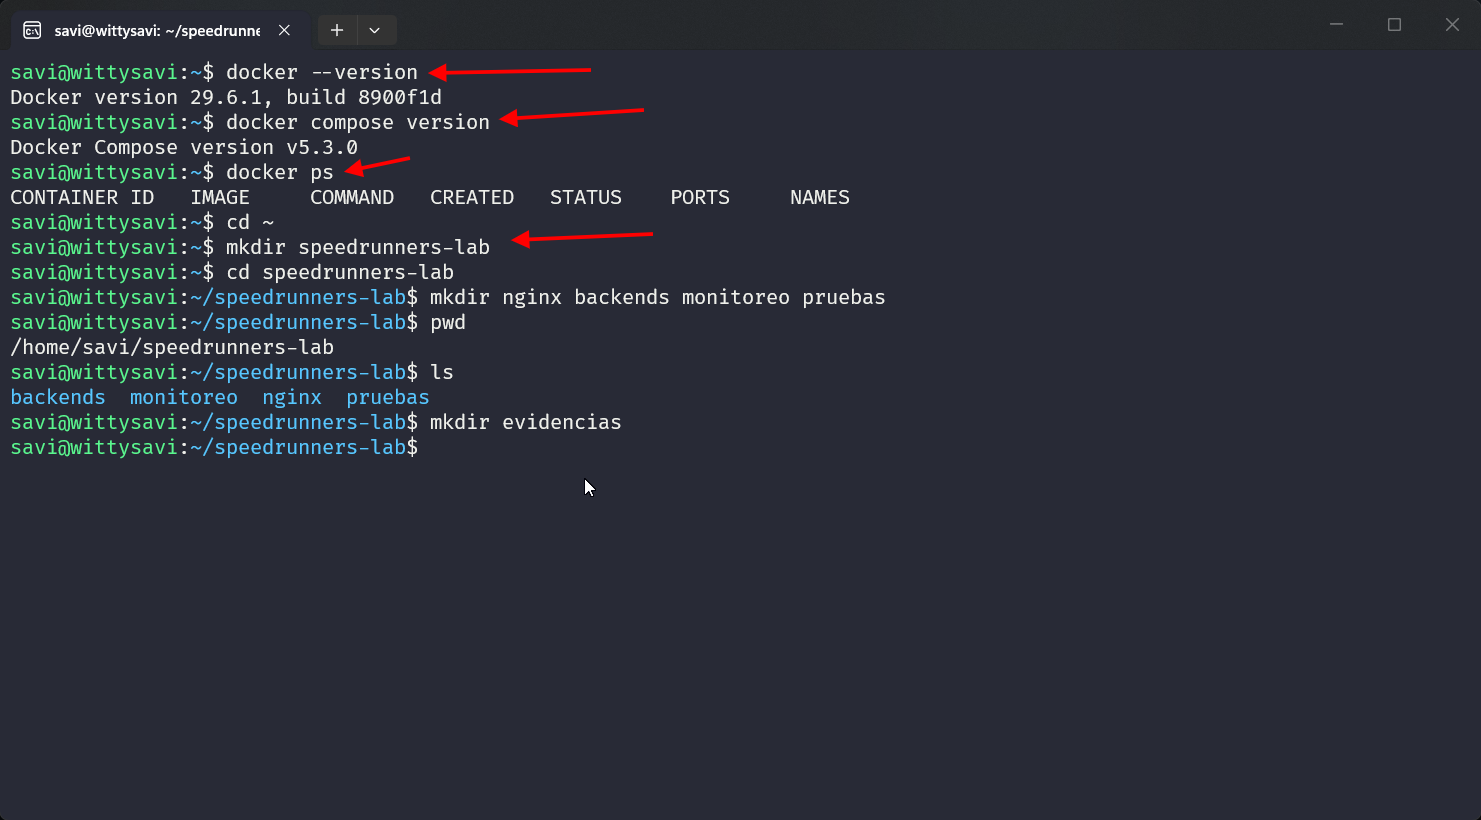 savi@wittysavi: ~/speedrunne
savi@wittysavi:~$ docker --version
Docker version 29.6.1, build 8900f1d
savi@wittysavi:~$ docker compose version
Docker Compose version v5.3.0
savi@wittysavi:~$ docker ps
CONTAINER ID   IMAGE     COMMAND   CREATED   STATUS    PORTS     NAMES
savi@wittysavi:~$ cd ~
savi@wittysavi:~$ mkdir speedrunners-lab
savi@wittysavi:~$ cd speedrunners-lab
savi@wittysavi:~/speedrunners-lab$ mkdir nginx backends monitoreo pruebas
savi@wittysavi:~/speedrunners-lab$ pwd
/home/savi/speedrunners-lab
savi@wittysavi:~/speedrunners-lab$ ls
backends  monitoreo  nginx  pruebas
savi@wittysavi:~/speedrunners-lab$ mkdir evidencias
savi@wittysavi:~/speedrunners-lab$